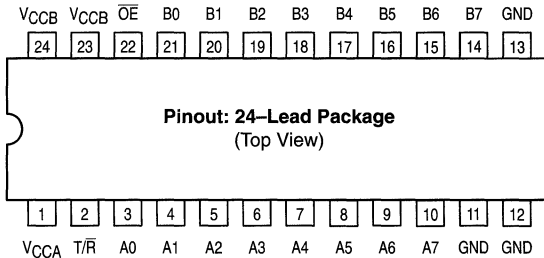 VCCB VCCB O̅E̅ B0 B1 B2 B3 B4 B5 B6 B7 GND
24 23 22 21 20 19 18 17 16 15 14 13
Pinout: 24–Lead Package
(Top View)
1 2 3 4 5 6 7 8 9 10 11 12
VCCA T/R̅ A0 A1 A2 A3 A4 A5 A6 A7 GND GND